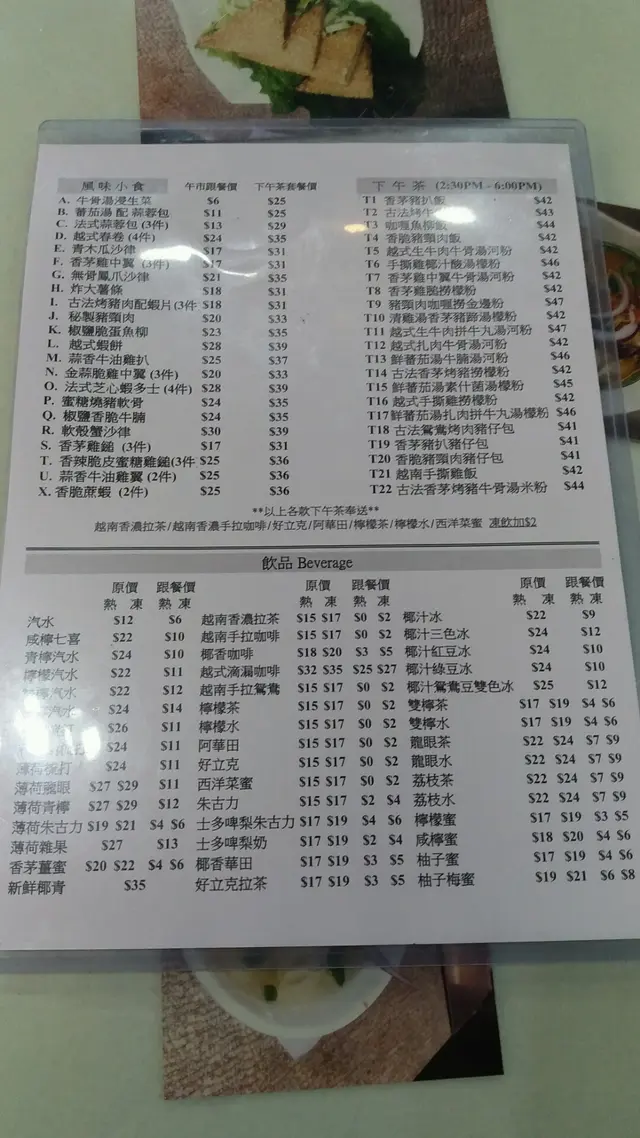 風味小食 午市跟餐價 下午茶套餐價
A. 牛骨湯浸生菜 $6 $25
B. 蕃茄湯 配 蒜蓉包 $11 $25
C. 法式蒜蓉包 (3件) $13 $29
D. 越式春卷 (4件) $24 $35
E. 青木瓜沙律 $17 $31
F. 香茅雞中翼 (3件) $31
G. 無骨鳳爪沙律 $21 $35
H. 炸大薯條 $18 $31
I. 古法烤豬肉配蝦片(3件 $18 $31
J. 秘製豬頸肉 $20 $33
K. 椒鹽脆蛋魚柳 $23 $35
L. 越式蝦餅 $28 $39
M. 蒜香牛油雞扒 $25 $37
N. 金蒜脆雞中翼 (3件) $20 $33
O. 法式芝心蝦多士 (4件) $28 $39
P. 蜜糖燒豬軟骨 $24 $35
Q. 椒鹽香脆牛腩 $24 $35
R. 軟殼蟹沙律 $30 $39
S. 香茅雞鎚 (3件) $17 $31
T. 香辣脆皮蜜糖雞鎚(3件 $25 $36
U. 蒜香牛油雞翼 (2件) $25 $36
X. 香脆蔗蝦 (2件) $25 $36
下午茶 (2:30PM - 6:00PM)
T1 香茅豬扒飯 $42
T2 古法烤牛 $43
T3 咖喱魚柳飯 $44
T4 香脆豬頸肉飯 $42
T5 越式生牛肉牛骨湯河粉 $42
T6 手撕雞椰汁酸湯檬粉 $46
T7 香茅雞中翼牛骨湯河粉 $42
T8 香茅雞脆撈檬粉 $42
T9 豬頸肉咖喱撈金邊粉 $47
T10 清雞湯香茅豬蹄湯檬粉 $42
T11 越式生牛肉拼牛丸湯河粉 $47
T12 越式扎肉牛骨湯河粉 $42
T13 鮮蕃茄湯牛腩湯河粉 $46
T14 古法香茅烤豬撈檬粉 $42
T15 鮮蕃茄湯素什菌湯檬粉 $45
T16 越式手撕雞撈檬粉 $42
T17 鮮蕃茄湯扎肉拼牛丸湯檬粉 $46
T18 古法鴛鴦烤肉豬仔包 $41
T19 香茅豬扒豬仔包 $41
T20 香脆豬頸肉豬仔包 $41
T21 越南手撕雞飯 $42
T22 古法香茅烤豬牛骨湯米粉 $44
**以上各款下午茶奉送**
越南香濃拉茶/越南香濃手拉咖啡/好立克/阿華田/檸檬茶/檸檬水/西洋菜蜜 凍飲加$2
飲品 Beverage
原價 跟餐價
熱 凍 熱 凍
汽水 $12 $6
咸檸七喜 $22 $10
青檸汽水 $24 $10
檸檬汽水 $22 $11
汽水 $22 $12
汽水 $24 $14
$26 $11
$24 $11
薄荷梳打 $24 $11
薄荷龍眼 $27 $29 $11
薄荷青檸 $27 $29 $12
薄荷朱古力 $19 $21 $4 $6
薄荷雜果 $27 $13
香茅薑蜜 $20 $22 $4 $6
新鮮椰青 $35
原價 跟餐價
熱 凍 熱 凍
越南香濃拉茶 $15 $17 $0 $2
越南手拉咖啡 $15 $17 $0 $2
椰香咖啡 $18 $20 $3 $5
越式滴漏咖啡 $32 $35 $25 $27
越南手拉鴛鴦 $15 $17 $0 $2
檸檬茶 $15 $17 $0 $2
檸檬水 $15 $17 $0 $2
阿華田 $15 $17 $0 $2
好立克 $15 $17 $0 $2
西洋菜蜜 $15 $17 $0 $2
朱古力 $15 $17 $2 $4
士多啤梨朱古力 $17 $19 $4 $6
士多啤梨奶 $17 $19 $2 $4
椰香華田 $17 $19 $3 $5
好立克拉茶 $17 $19 $3 $5
原價 跟餐價
熱 凍 熱 凍
椰汁冰 $22 $9
椰汁三色冰 $24 $12
椰汁紅豆冰 $24 $10
椰汁綠豆冰 $24 $10
椰汁鴛鴦豆雙色冰 $25 $12
雙檸茶 $17 $19 $4 $6
雙檸水 $17 $19 $4 $6
龍眼茶 $22 $24 $7 $9
龍眼水 $22 $24 $7 $9
荔枝茶 $22 $24 $7 $9
荔枝水 $22 $24 $7 $9
檸檬蜜 $17 $19 $3 $5
咸檸蜜 $18 $20 $4 $6
柚子蜜 $17 $19 $4 $6
柚子梅蜜 $19 $21 $6 $8